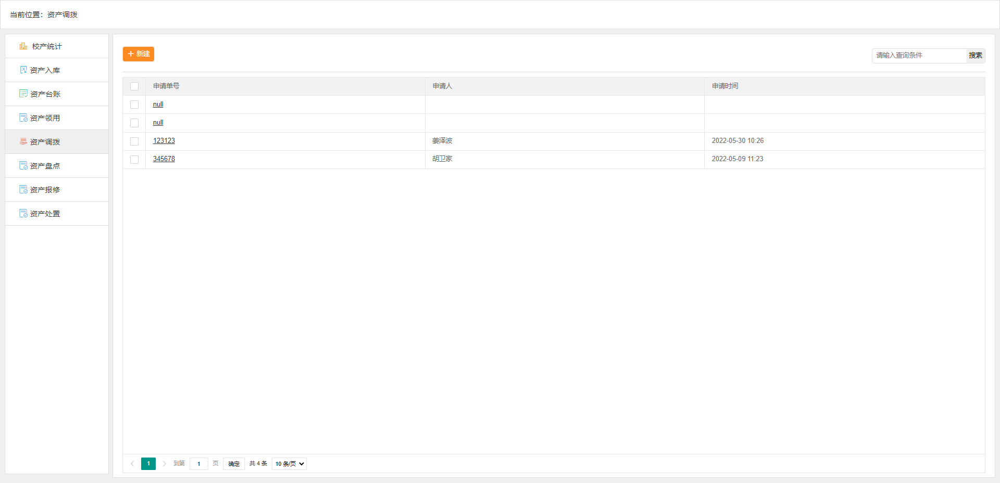 当前位置：资产调拨
校产统计
资产入库
资产台账
资产领用
资产调拨
资产盘点
资产报修
资产处置
新建
请输入查询条件 搜索
申请单号 申请人 申请时间
null
null
123123 姜泽波 2022-05-30 10:26
345678 胡卫家 2022-05-09 11:23
1 到第 1 页 确定 共 4 条 10 条/页